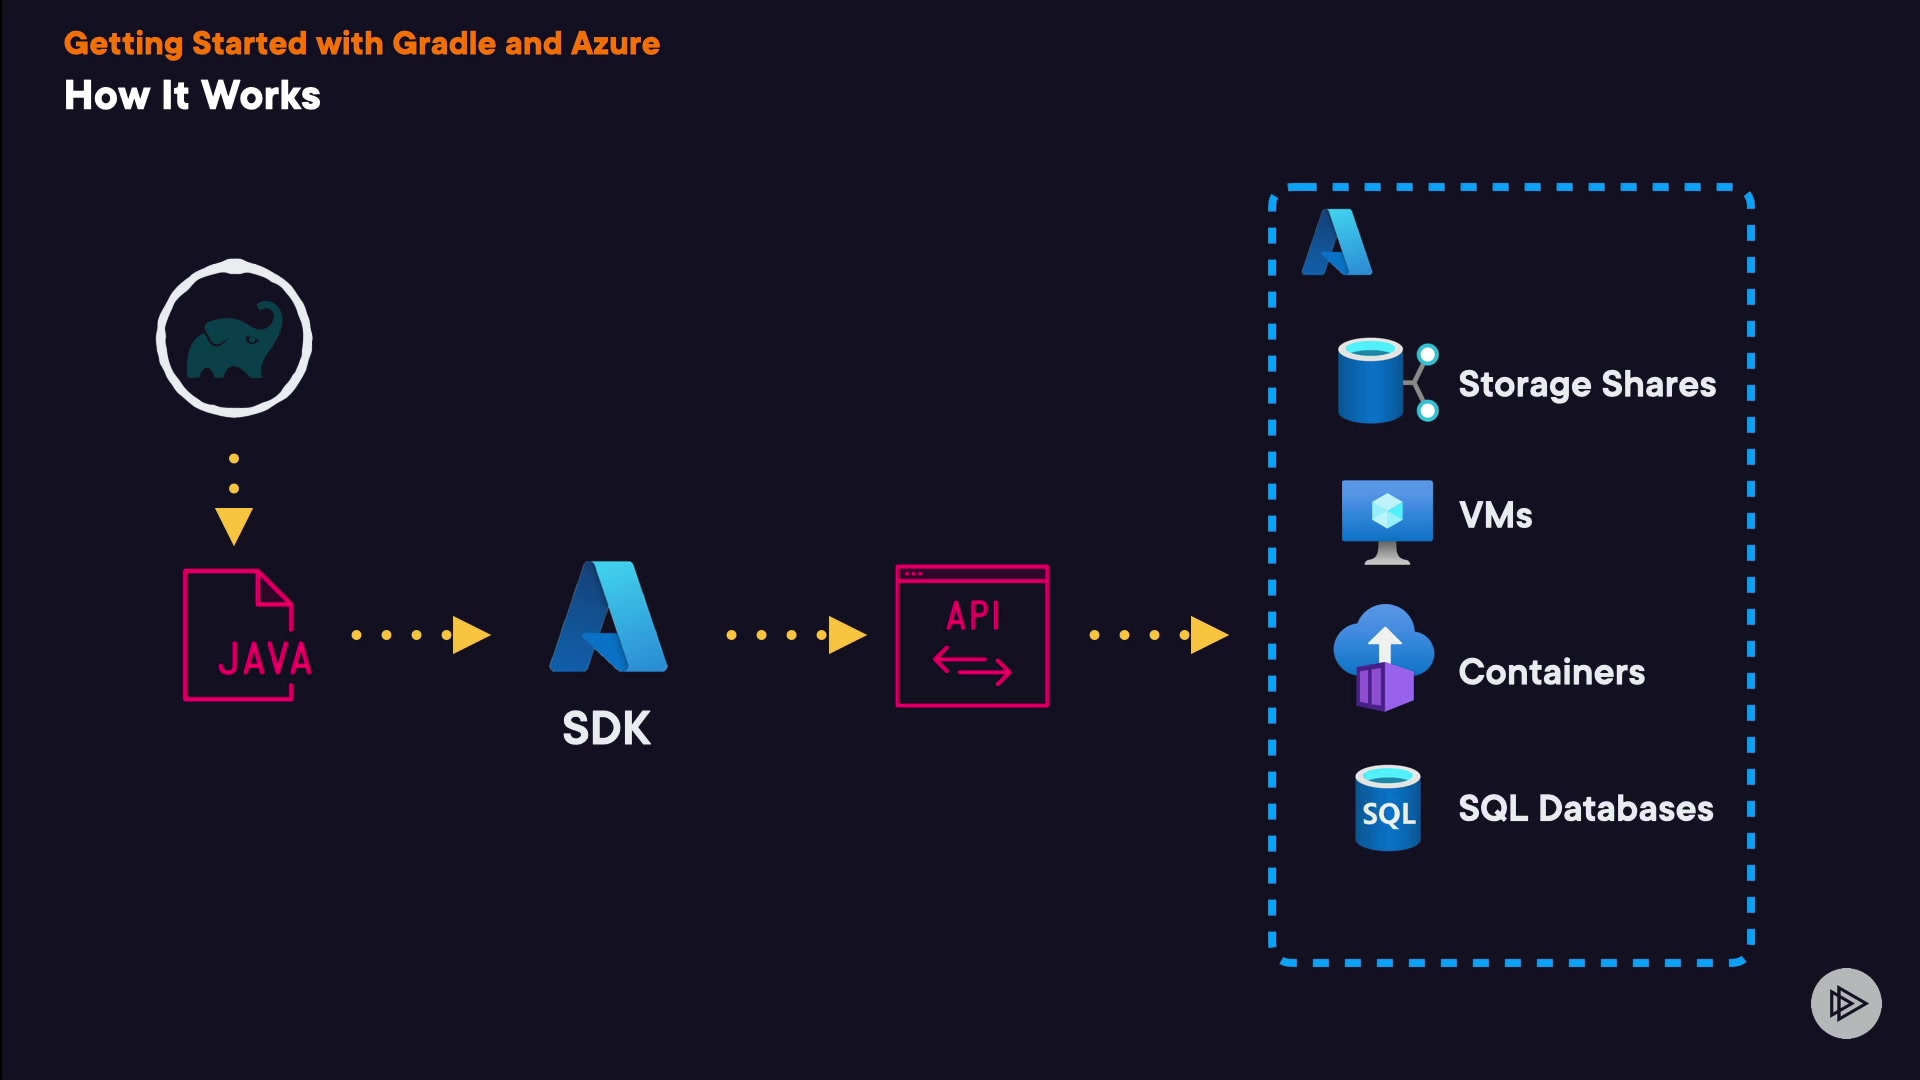 Getting Started with Gradle and Azure
How It Works
Storage Shares
VMs
JAVA
SDK
API
Containers
SQL
SQL Databases